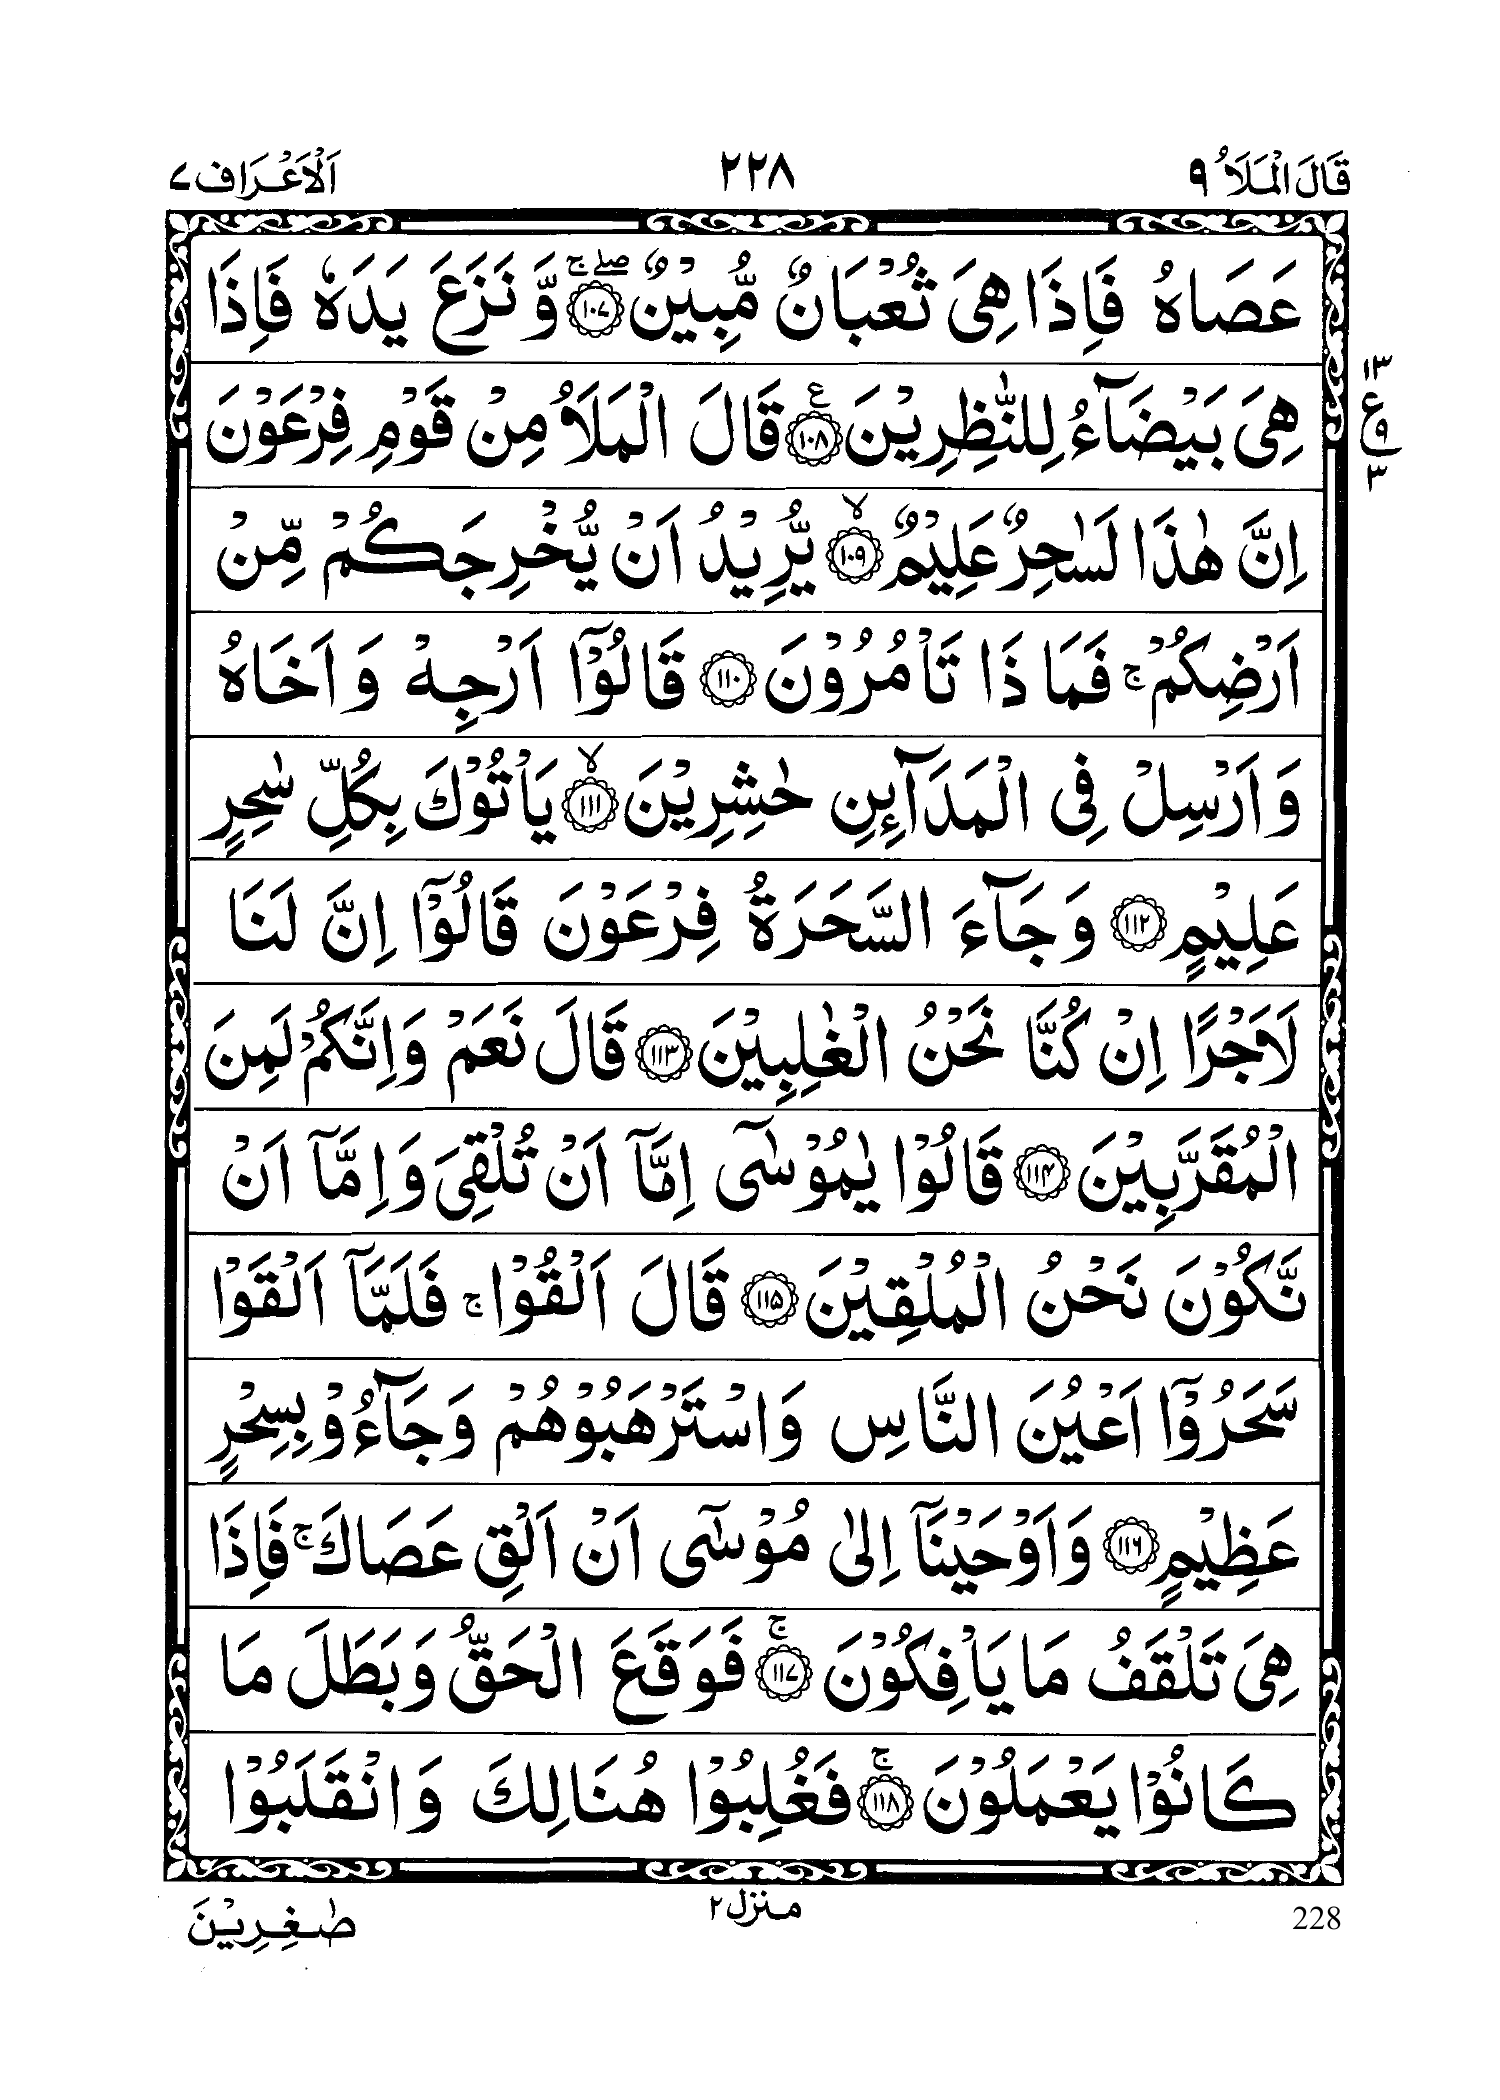 قَالَ الۡمَلَاُ ۹ ۲۲۸ اَلۡاَعۡرَاف ۷
عَصَاهُ فَاِذَا هِىَ ثُعۡبَانٌ مُّبِيۡنٌ ۖۚ‏ ﴿۱۰۷﴾ وَّ نَزَعَ يَدَهٗ فَاِذَا
هِىَ بَيۡضَآءُ لِلنّٰظِرِيۡنَ ﴿۱۰۸﴾ ع قَالَ الۡمَلَاُ مِنۡ قَوۡمِ فِرۡعَوۡنَ
۱۳
ع
۹
۳
اِنَّ هٰذَا لَسٰحِرٌ عَلِيۡمٌ ۙ‏ ﴿۱۰۹﴾ يُّرِيۡدُ اَنۡ يُّخۡرِجَكُمۡ مِّنۡ
اَرۡضِكُمۡ‌ۚ فَمَا ذَا تَاۡمُرُوۡنَ ﴿۱۱۰﴾ قَالُوۡۤا اَرۡجِهۡ وَ اَخَاهُ
وَ اَرۡسِلۡ فِى الۡمَدَآٮِٕنِ حٰشِرِيۡنَ ۙ‏ ﴿۱۱۱﴾ يَاۡتُوۡكَ بِكُلِّ سٰحِرٍ
عَلِيۡمٍ ﴿۱۱۲﴾ وَ جَآءَ السَّحَرَةُ فِرۡعَوۡنَ قَالُوۡۤا اِنَّ لَنَا
لَاَجۡرًا اِنۡ كُنَّا نَحۡنُ الۡغٰلِبِيۡنَ ﴿۱۱۳﴾ قَالَ نَعَمۡ وَاِنَّكُمۡ لَمِنَ
الۡمُقَرَّبِيۡنَ ﴿۱۱۴﴾ قَالُوۡا يٰمُوۡسٰٓى اِمَّاۤ اَنۡ تُلۡقِىَ وَاِمَّاۤ اَنۡ
نَّكُوۡنَ نَحۡنُ الۡمُلۡقِيۡنَ ﴿۱۱۵﴾ قَالَ اَلۡقُوۡا‌ ۚ فَلَمَّاۤ اَلۡقَوۡا
سَحَرُوۡۤا اَعۡيُنَ النَّاسِ وَاسۡتَرۡهَبُوۡهُمۡ وَجَآءُوۡ بِسِحۡرٍ
عَظِيۡمٍ ﴿۱۱۶﴾ وَاَوۡحَيۡنَاۤ اِلٰى مُوۡسٰٓى اَنۡ اَلۡقِ عَصَاكَ‌ ۚ فَاِذَا
هِىَ تَلۡقَفُ مَا يَاۡفِكُوۡنَ‌ ۚ‏ ﴿۱۱۷﴾ فَوَقَعَ الۡحَقُّ وَبَطَلَ مَا
كَانُوۡا يَعۡمَلُوۡنَ‌ ۚ‏ ﴿۱۱۸﴾ فَغُلِبُوۡا هُنَالِكَ وَانْقَلَبُوۡا
228 منزل ۲ صٰغِرِيۡنَ